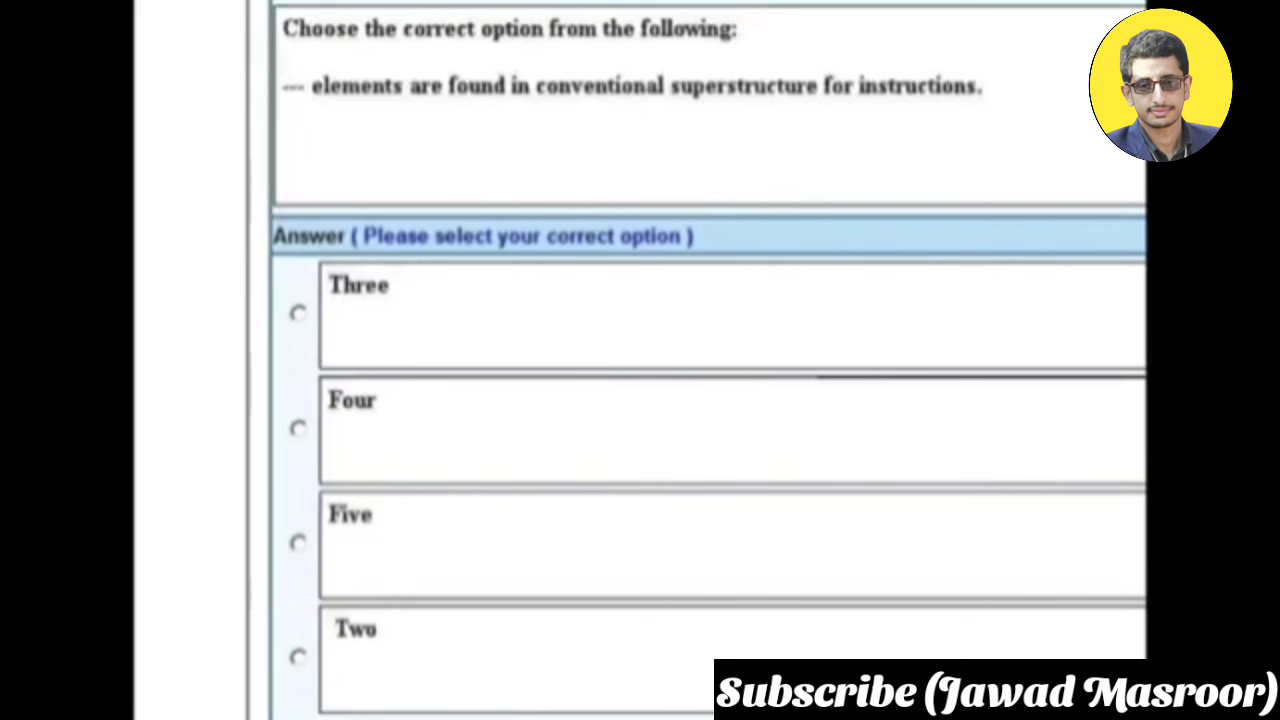 Choose the correct option from the following:
--- elements are found in conventional superstructure for instructions.
Answer ( Please select your correct option )
Three
Four
Five
Two
Subscribe (Jawad Masroor)